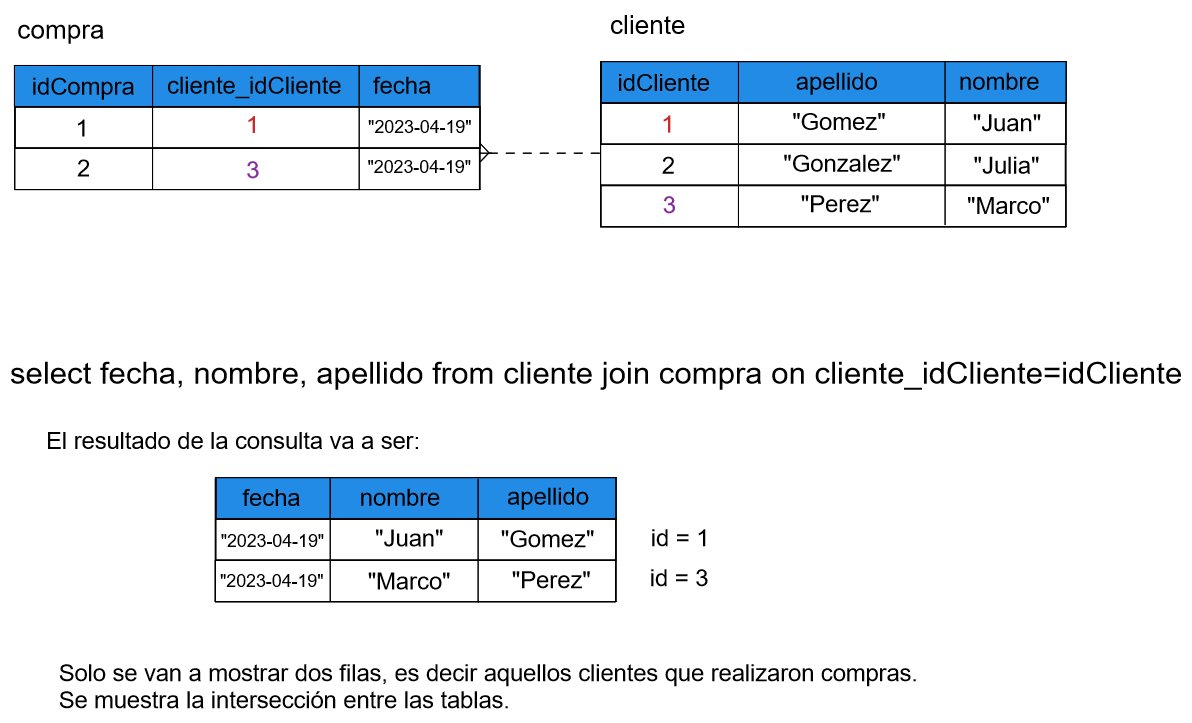 compra
cliente
idCompra cliente_idCliente fecha
1 1 "2023-04-19"
2 3 "2023-04-19"
idCliente apellido nombre
1 "Gomez" "Juan"
2 "Gonzalez" "Julia"
3 "Perez" "Marco"
select fecha, nombre, apellido from cliente join compra on cliente_idCliente=idCliente
El resultado de la consulta va a ser:
fecha nombre apellido
"2023-04-19" "Juan" "Gomez" id = 1
"2023-04-19" "Marco" "Perez" id = 3
Solo se van a mostrar dos filas, es decir aquellos clientes que realizaron compras.
Se muestra la intersección entre las tablas.